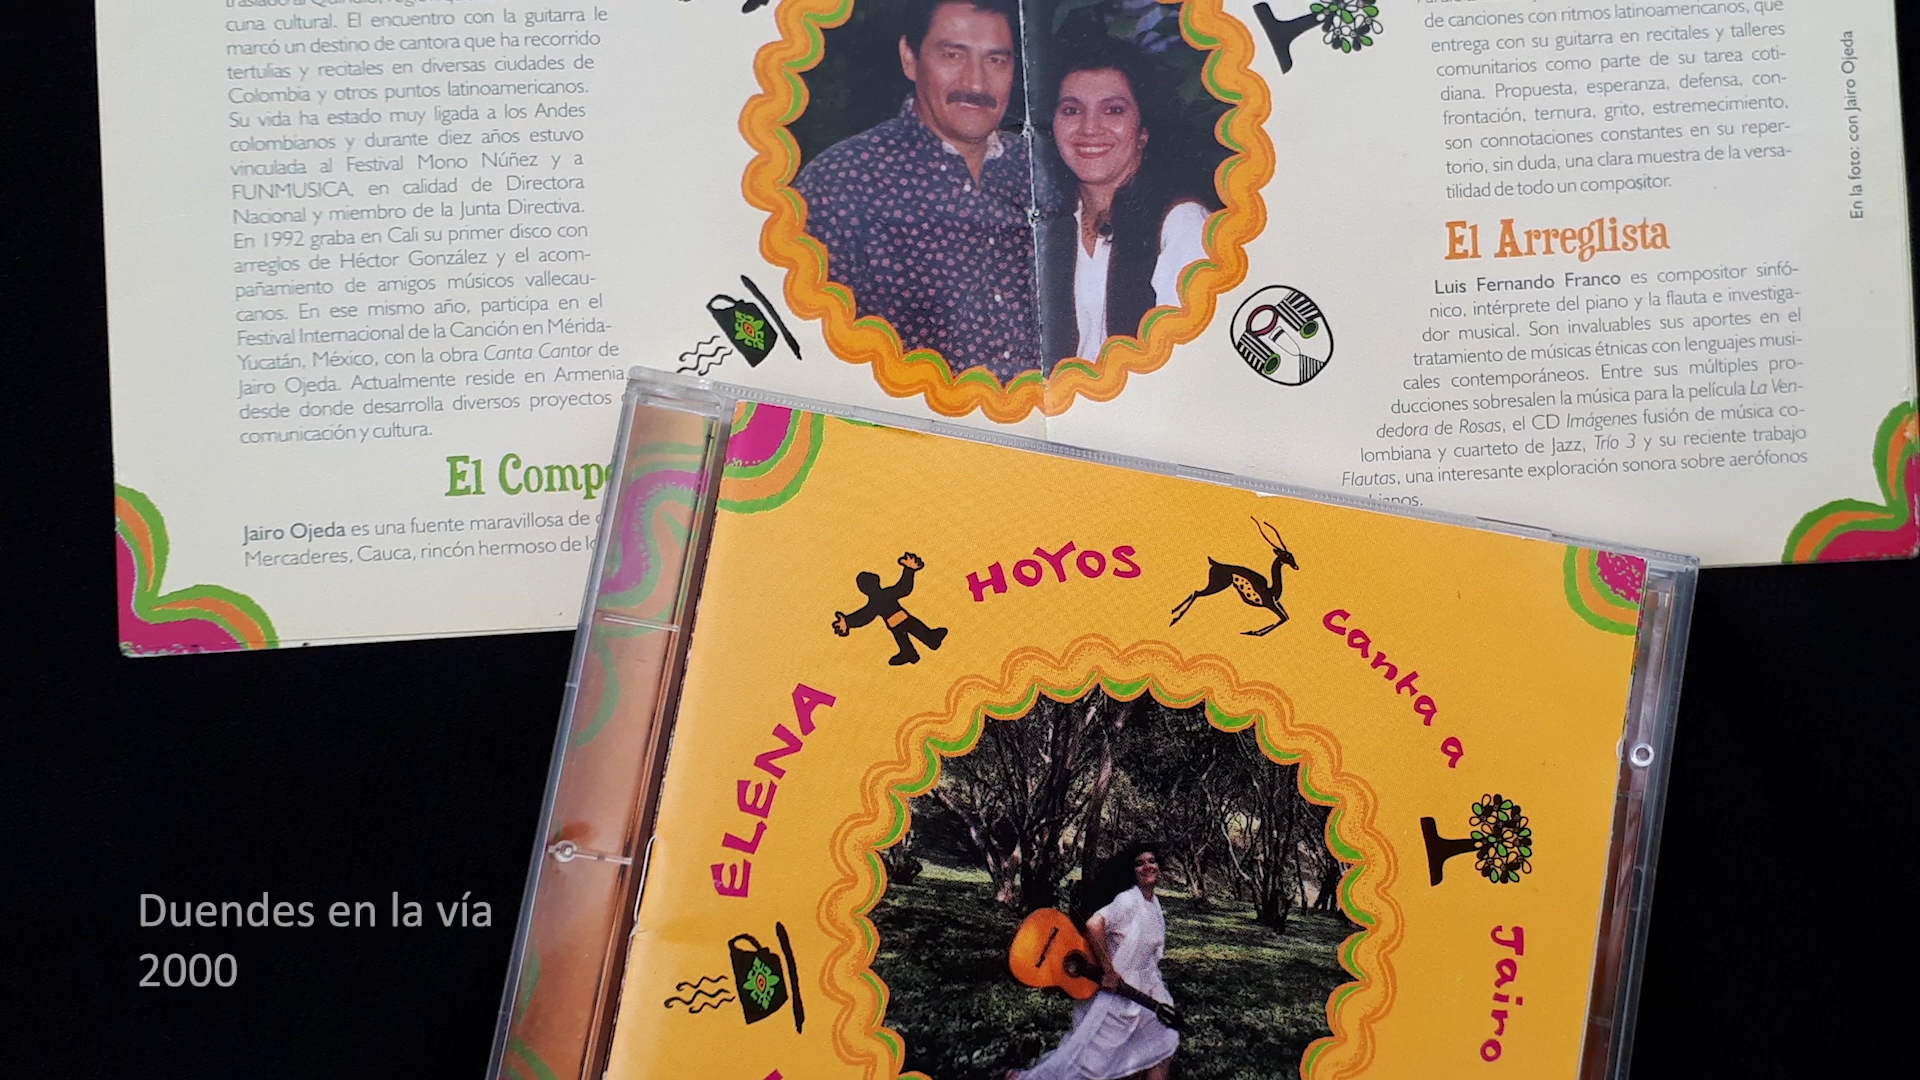 cuna cultural. El encuentro con la guitarra le
marcó un destino de cantora que ha recorrido
tertulias y recitales en diversas ciudades de
Colombia y otros puntos latinoamericanos.
Su vida ha estado muy ligada a los Andes
colombianos y durante diez años estuvo
vinculada al Festival Mono Núñez y a
FUNMUSICA, en calidad de Directora
Nacional y miembro de la Junta Directiva.
En 1992 graba en Cali su primer disco con
arreglos de Héctor González y el acom-
pañamiento de amigos músicos vallecau-
canos. En ese mismo año, participa en el
Festival Internacional de la Canción en Mérida-
Yucatán, México, con la obra Canta Cantor de
Jairo Ojeda. Actualmente reside en Armenia
desde donde desarrolla diversos proyectos
comunicación y cultura.
El Comp
Jairo Ojeda es una fuente maravillosa de
Mercaderes, Cauca, rincón hermoso de
de canciones con ritmos latinoamericanos, que
entrega con su guitarra en recitales y talleres
comunitarios como parte de su tarea coti-
diana. Propuesta, esperanza, defensa, con-
frontación, ternura, grito, estremecimiento,
son connotaciones constantes en su reper-
torio, sin duda, una clara muestra de la versa-
tilidad de todo un compositor.
El Arreglista
Luis Fernando Franco es compositor sinfó-
nico, intérprete del piano y la flauta e investiga-
dor musical. Son invaluables sus aportes en el
tratamiento de músicas étnicas con lenguajes musi-
cales contemporáneos. Entre sus múltiples pro-
ducciones sobresalen la música para la película La Ven-
dedora de Rosas, el CD Imágenes fusión de música co-
lombiana y cuarteto de Jazz, Trío 3 y su reciente trabajo
Flautas, una interesante exploración sonora sobre aerófonos
En la foto: con Jairo Ojeda
ELENA HOYOS canta a Jairo
Duendes en la vía
2000